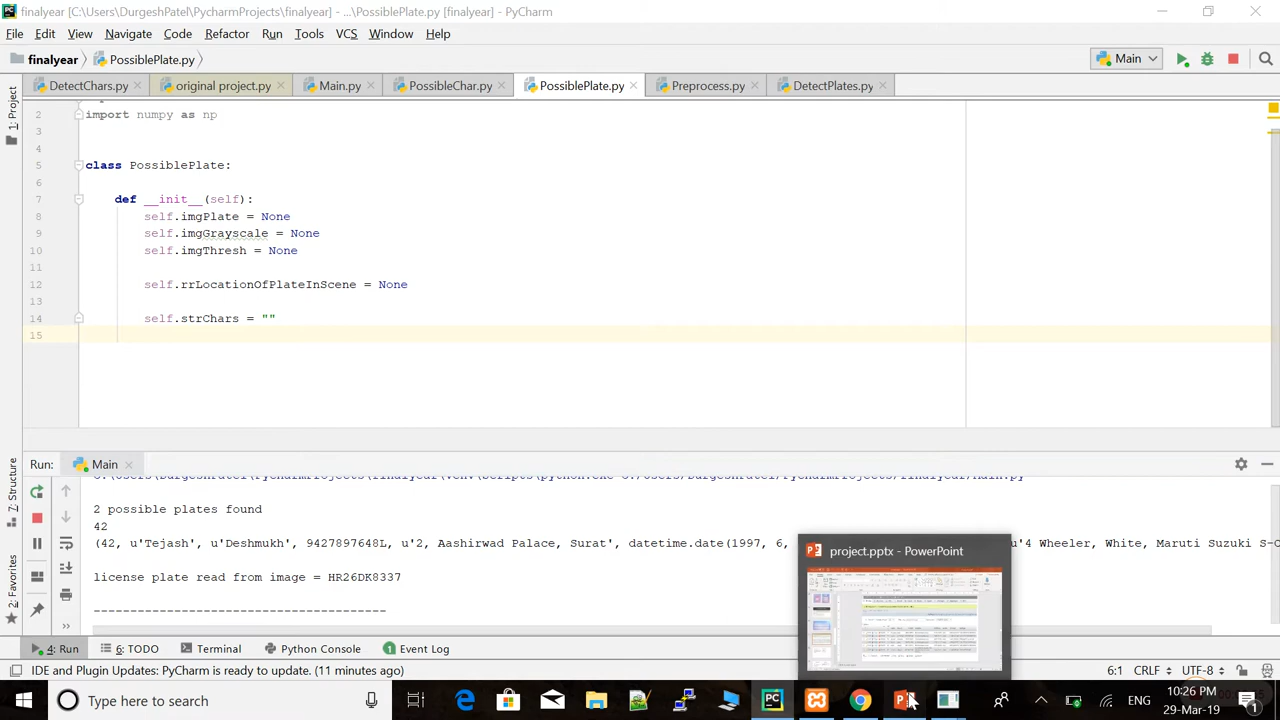 finalyear [C:\Users\DurgeshPatel\PycharmProjects\finalyear] - ...\PossiblePlate.py [finalyear] - PyCharm
File Edit View Navigate Code Refactor Run Tools VCS Window Help
finalyear PossiblePlate.py Main
DetectChars.py original project.py Main.py PossibleChar.py PossiblePlate.py Preprocess.py DetectPlates.py
1: Project
2 import numpy as np
3
4
5 class PossiblePlate:
6
7 def __init__(self):
8 self.imgPlate = None
9 self.imgGrayscale = None
10 self.imgThresh = None
11
12 self.rrLocationOfPlateInScene = None
13
14 self.strChars = ""
15
7: Structure
2: Favorites
Run: Main
2 possible plates found
42
(42, u'Tejash', u'Deshmukh', 9427897648L, u'2, Aashirwad Palace, Surat', datetime.date(1997, 6, u'4 Wheeler, White, Maruti Suzuki S-C
license plate read from image = HR26DK8337
----------------------------------------
project.pptx - PowerPoint
4: Run 6: TODO Terminal Python Console Event Log
IDE and Plugin Updates: PyCharm is ready to update. (11 minutes ago) 6:1 CRLF UTF-8
Type here to search ENG 10:26 PM
29-Mar-19 1